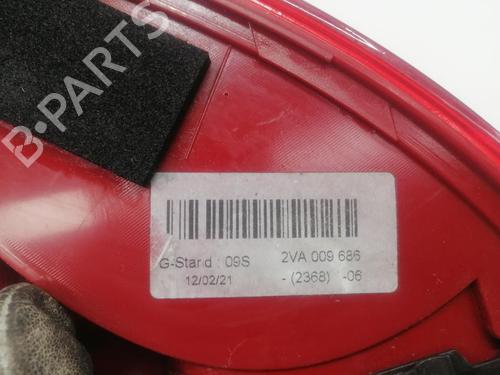 B-PARTS
G-Stand : 09S 2VA 009 686
12/02/21 - (2368) -06